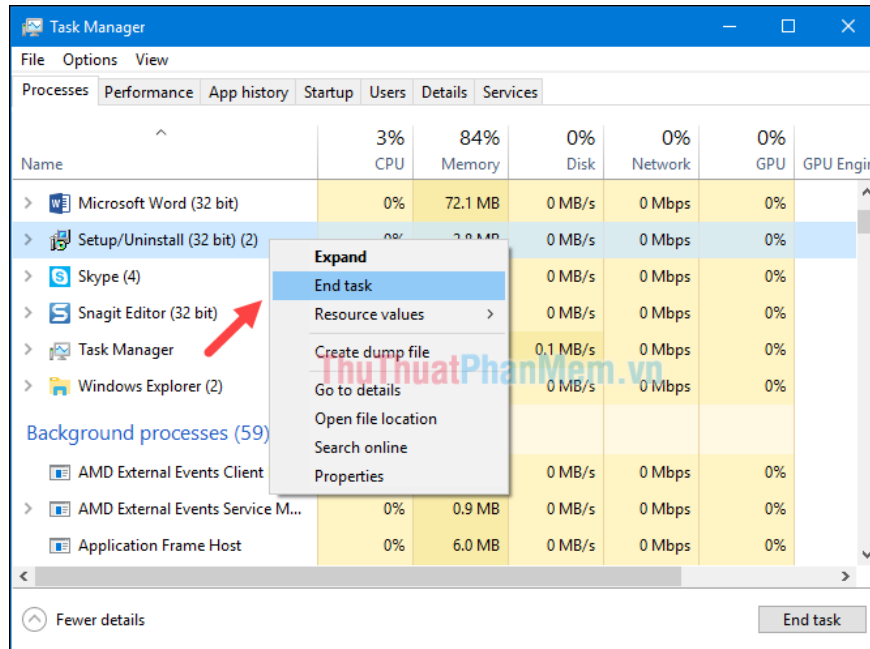 Task Manager
File Options View
Processes Performance App history Startup Users Details Services
3% 84% 0% 0% 0%
Name CPU Memory Disk Network GPU GPU Engin
Microsoft Word (32 bit) 0% 72.1 MB 0 MB/s 0 Mbps 0%
Setup/Uninstall (32 bit) (2) 0% 2.8 MB 0 MB/s 0 Mbps 0%
Expand
Skype (4) 0 MB/s 0 Mbps 0%
End task
Snagit Editor (32 bit) 0 MB/s 0 Mbps 0%
Resource values
Task Manager 0.1 MB/s 0 Mbps 0%
Create dump file
ThuThuatPhanMem.vn
Windows Explorer (2) 0 MB/s 0 Mbps 0%
Go to details
Open file location
Background processes (59)
Search online
AMD External Events Client 0 MB/s 0 Mbps 0%
Properties
AMD External Events Service M... 0% 0.9 MB 0 MB/s 0 Mbps 0%
Application Frame Host 0% 6.0 MB 0 MB/s 0 Mbps 0%
Fewer details End task